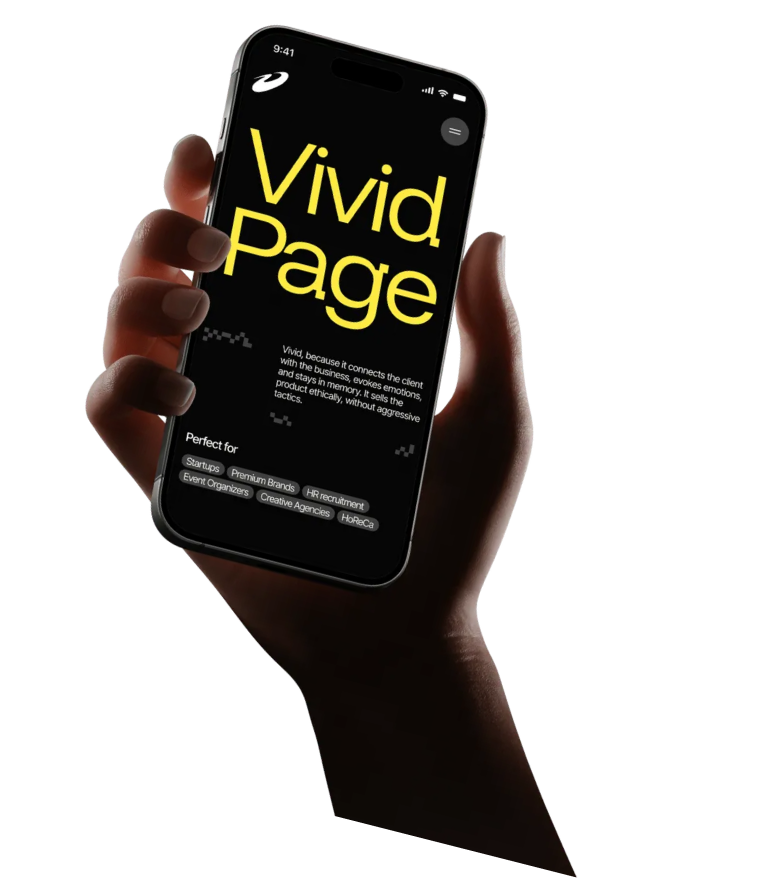 9:41
Vivid
Page
Vivid, because it connects the client
with the business, evokes emotions,
and stays in memory. It sells the
product ethically, without aggressive
tactics.
Perfect for
Startups Premium Brands HR recruitment
Event Organizers Creative Agencies HoReCa